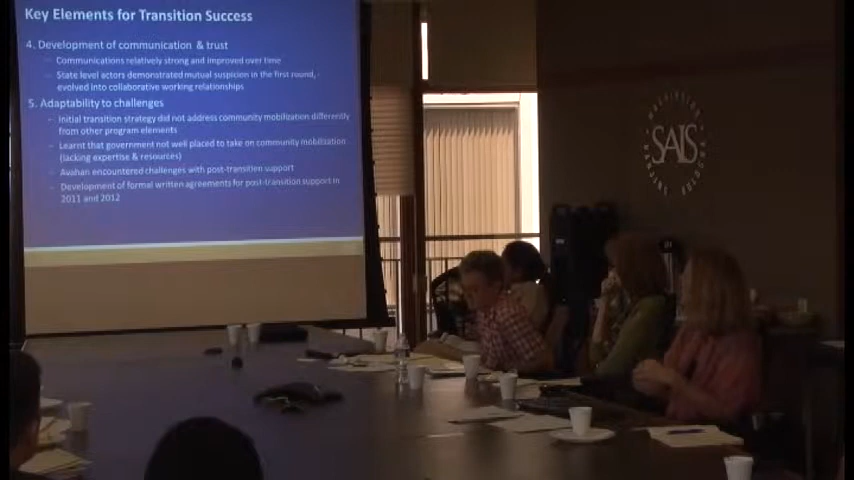 Key Elements for Transition Success
4. Development of communication & trust
– Communications relatively strong and improved over time
– State level actors demonstrated mutual suspicion in the first round,
evolved into collaborative working relationships
5. Adaptability to challenges
– Initial transition strategy did not address community mobilization differently
from other program elements
– Learnt that government not well placed to take on community mobilization
(lacking expertise & resources)
– Avahan encountered challenges with post-transition support
– Development of formal written agreements for post-transition support in
2011 and 2012
WASHINGTON
SAIS
BOLOGNA
NANJING